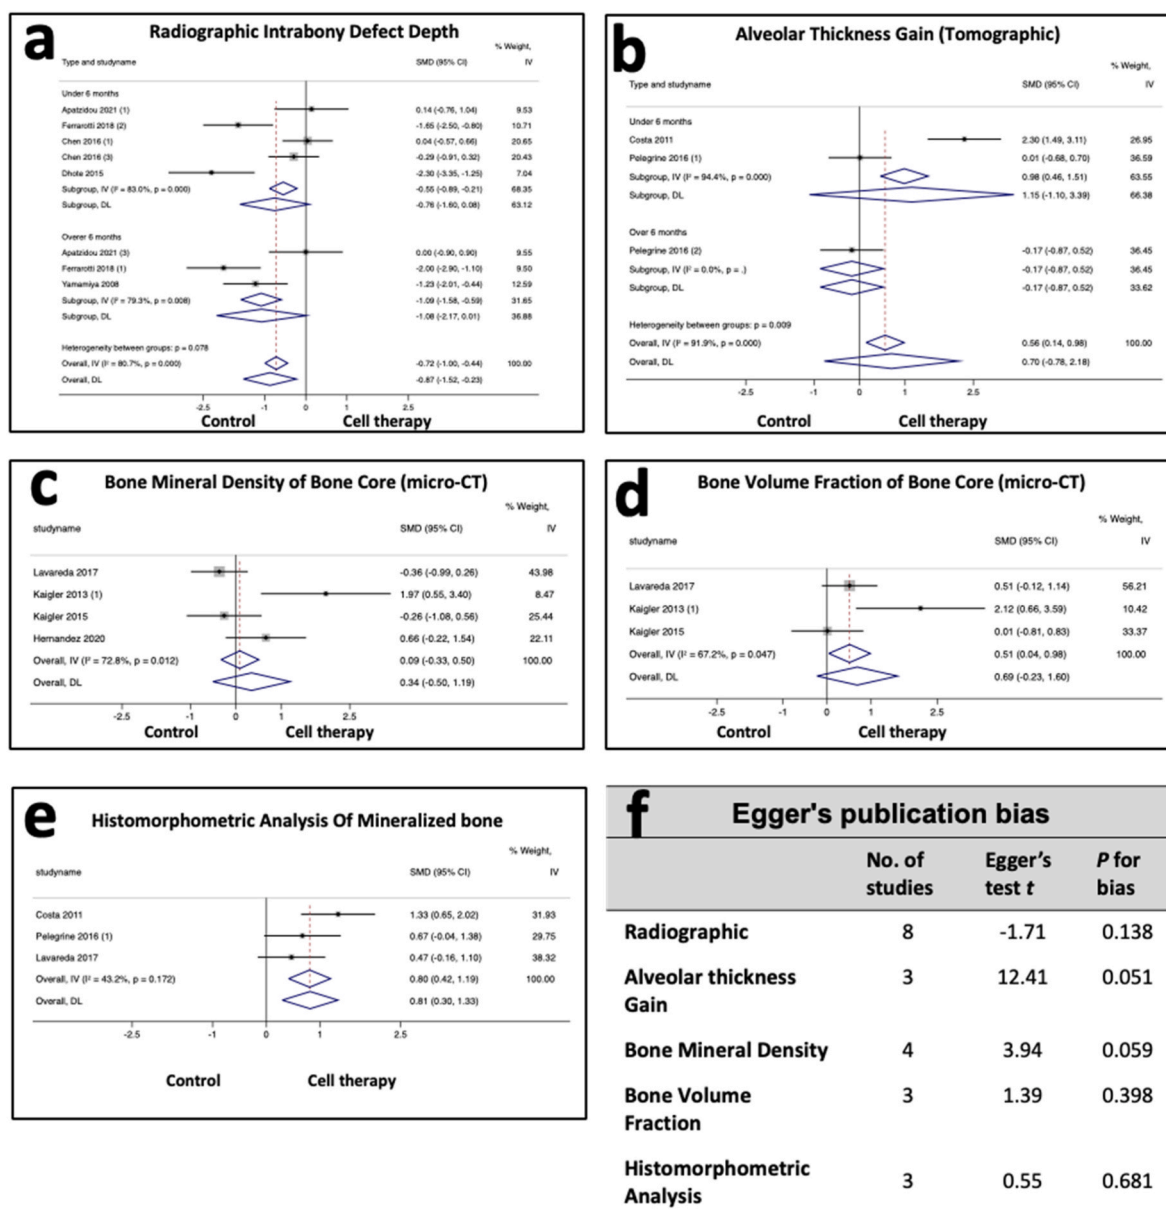 a
Radiographic Intrabony Defect Depth
% Weight,
Type and studyname SMD (95% CI) IV
Under 6 months
Apatzidou 2021 (1) 0.14 (-0.76, 1.04) 9.53
Ferrarotti 2018 (2) -1.65 (-2.50, -0.80) 10.71
Chen 2016 (1) 0.04 (-0.57, 0.66) 20.65
Chen 2016 (3) -0.29 (-0.91, 0.32) 20.43
Dhole 2015 -2.30 (-3.35, -1.25) 7.04
Subgroup, IV (I² = 83.0%, p = 0.000) -0.55 (-0.89, -0.21) 68.35
Subgroup, DL -0.76 (-1.60, 0.08) 63.12
Overer 6 months
Apatzidou 2021 (3) 0.00 (-0.90, 0.90) 9.55
Ferrarotti 2018 (1) -2.00 (-2.90, -1.10) 9.50
Yamamiya 2008 -1.23 (-2.01, -0.44) 12.59
Subgroup, IV (I² = 79.3%, p = 0.008) -1.09 (-1.58, -0.59) 31.65
Subgroup, DL -1.08 (-2.17, 0.01) 36.88
Heterogeneity between groups: p = 0.078
Overall, IV (I² = 80.7%, p = 0.000) -0.72 (-1.00, -0.44) 100.00
Overall, DL -0.87 (-1.52, -0.23)
-2.5 -1 0 1 2.5
Control Cell therapy
b
Alveolar Thickness Gain (Tomographic)
% Weight,
Type and studyname SMD (95% CI) IV
Under 6 months
Costa 2011 2.30 (1.49, 3.11) 26.95
Pelegrine 2016 (1) 0.01 (-0.68, 0.70) 36.59
Subgroup, IV (I² = 94.4%, p = 0.000) 0.98 (0.46, 1.51) 63.55
Subgroup, DL 1.15 (-1.10, 3.39) 66.38
Over 6 months
Pelegrine 2016 (2) -0.17 (-0.87, 0.52) 36.45
Subgroup, IV (I² = 0.0%, p = .) -0.17 (-0.87, 0.52) 36.45
Subgroup, DL -0.17 (-0.87, 0.52) 33.62
Heterogeneity between groups: p = 0.009
Overall, IV (I² = 91.9%, p = 0.000) 0.56 (0.14, 0.98) 100.00
Overall, DL 0.70 (-0.78, 2.18)
-2.5 -1 0 1 2.5
Control Cell therapy
c
Bone Mineral Density of Bone Core (micro-CT)
% Weight,
studyname SMD (95% CI) IV
Lavareda 2017 -0.36 (-0.99, 0.26) 43.98
Kaigler 2013 (1) 1.97 (0.55, 3.40) 8.47
Kaigler 2015 -0.26 (-1.08, 0.56) 25.44
Hernandez 2020 0.66 (-0.22, 1.54) 22.11
Overall, IV (I² = 72.8%, p = 0.012) 0.09 (-0.33, 0.50) 100.00
Overall, DL 0.34 (-0.50, 1.19)
-2.5 -1 0 1 2.5
Control Cell therapy
d
Bone Volume Fraction of Bone Core (micro-CT)
% Weight,
studyname SMD (95% CI) IV
Lavareda 2017 0.51 (-0.12, 1.14) 56.21
Kaigler 2013 (1) 2.12 (0.66, 3.59) 10.42
Kaigler 2015 0.01 (-0.81, 0.83) 33.37
Overall, IV (I² = 67.2%, p = 0.047) 0.51 (0.04, 0.98) 100.00
Overall, DL 0.69 (-0.23, 1.60)
-2.5 -1 0 1 2.5
Control Cell therapy
e
Histomorphometric Analysis Of Mineralized bone
% Weight,
studyname SMD (95% CI) IV
Costa 2011 1.33 (0.65, 2.02) 31.93
Pelegrine 2016 (1) 0.67 (-0.04, 1.38) 29.75
Lavareda 2017 0.47 (-0.16, 1.10) 38.32
Overall, IV (I² = 43.2%, p = 0.172) 0.80 (0.42, 1.19) 100.00
Overall, DL 0.81 (0.30, 1.33)
-2.5 -1 0 1 2.5
Control Cell therapy
f
Egger's publication bias
No. of Egger’s P for
studies test t bias
Radiographic 8 -1.71 0.138
Alveolar thickness 3 12.41 0.051
Gain
Bone Mineral Density 4 3.94 0.059
Bone Volume 3 1.39 0.398
Fraction
Histomorphometric 3 0.55 0.681
Analysis